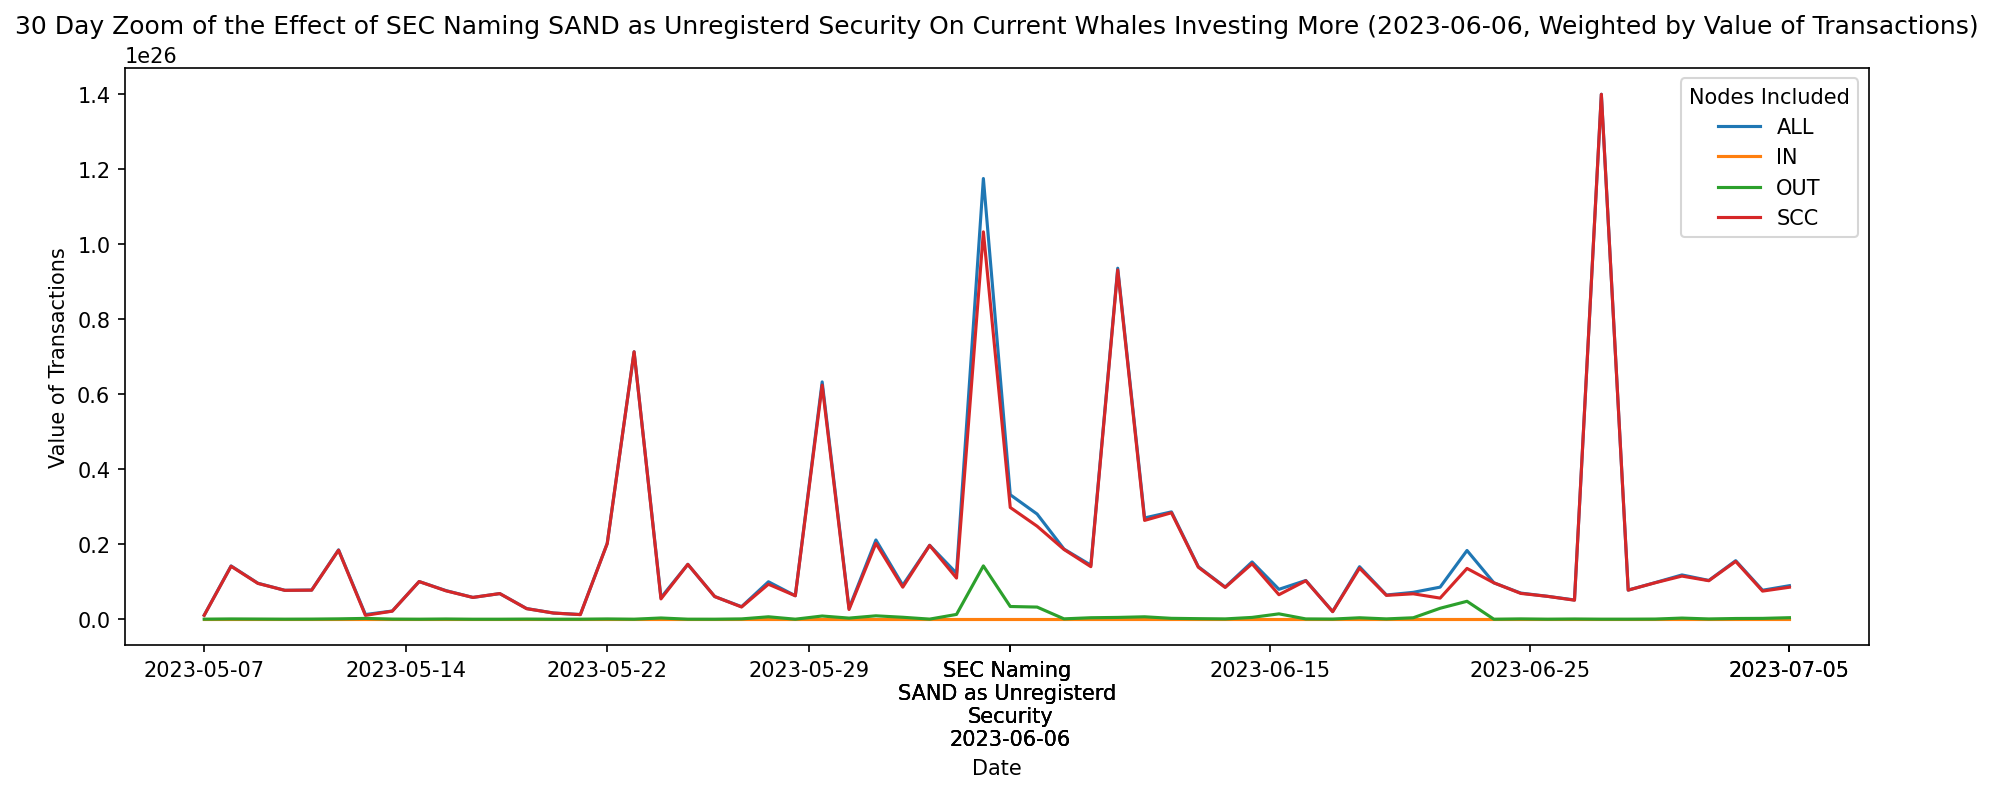 30 Day Zoom of the Effect of SEC Naming SAND as Unregisterd Security On Current Whales Investing More (2023-06-06, Weighted by Value of Transactions)
1e26
1.4
1.2
1.0
0.8
0.6
0.4
0.2
0.0
Value of Transactions
Nodes Included
ALL
IN
OUT
SCC
2023-05-07
2023-05-14
2023-05-22
2023-05-29
SEC Naming
SAND as Unregisterd
Security
2023-06-06
2023-06-15
2023-06-25
2023-07-05
Date